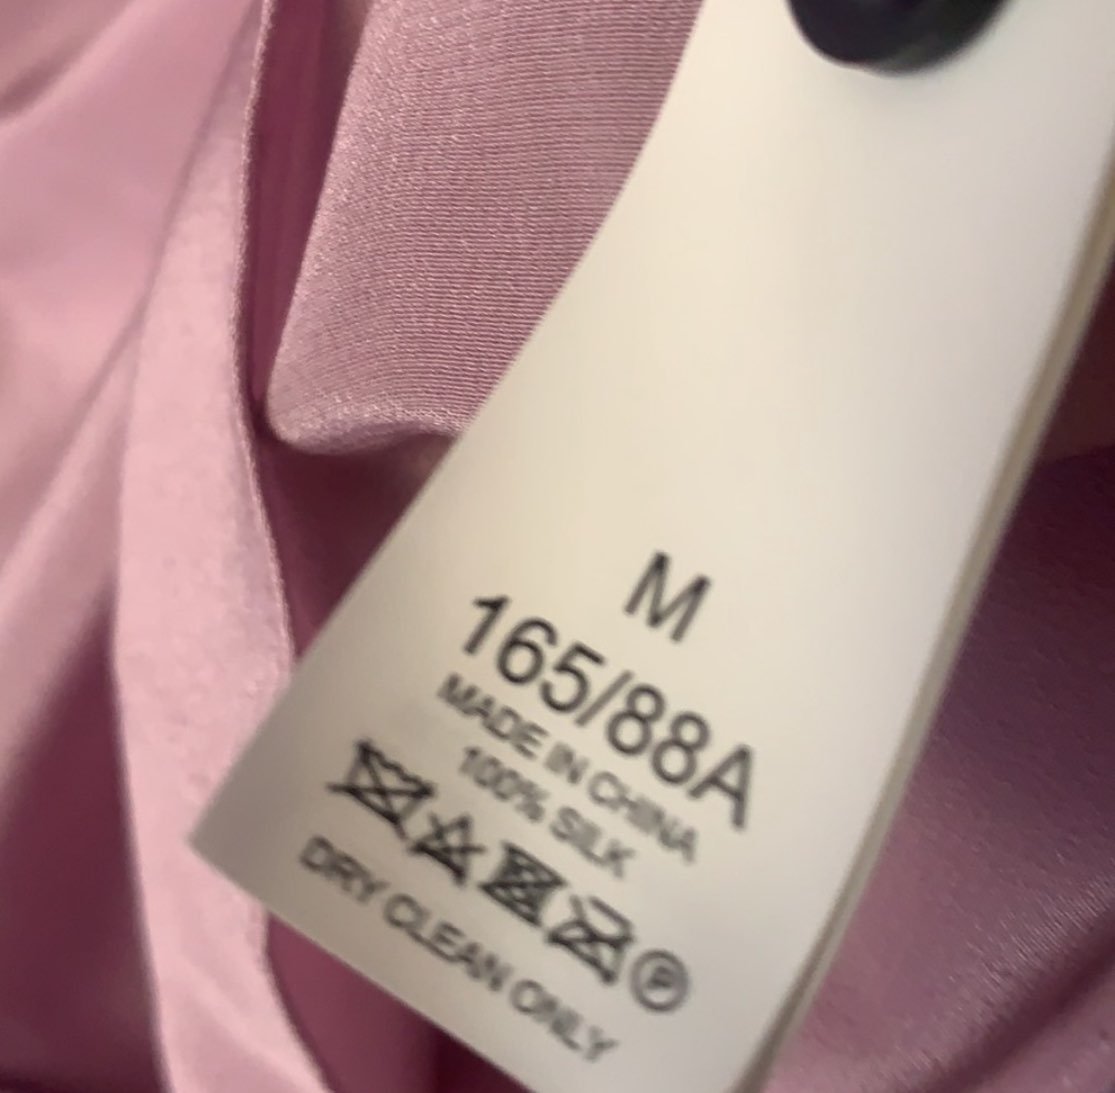 M
165/88A
MADE IN CHINA
100% SILK
P
DRY CLEAN ONLY